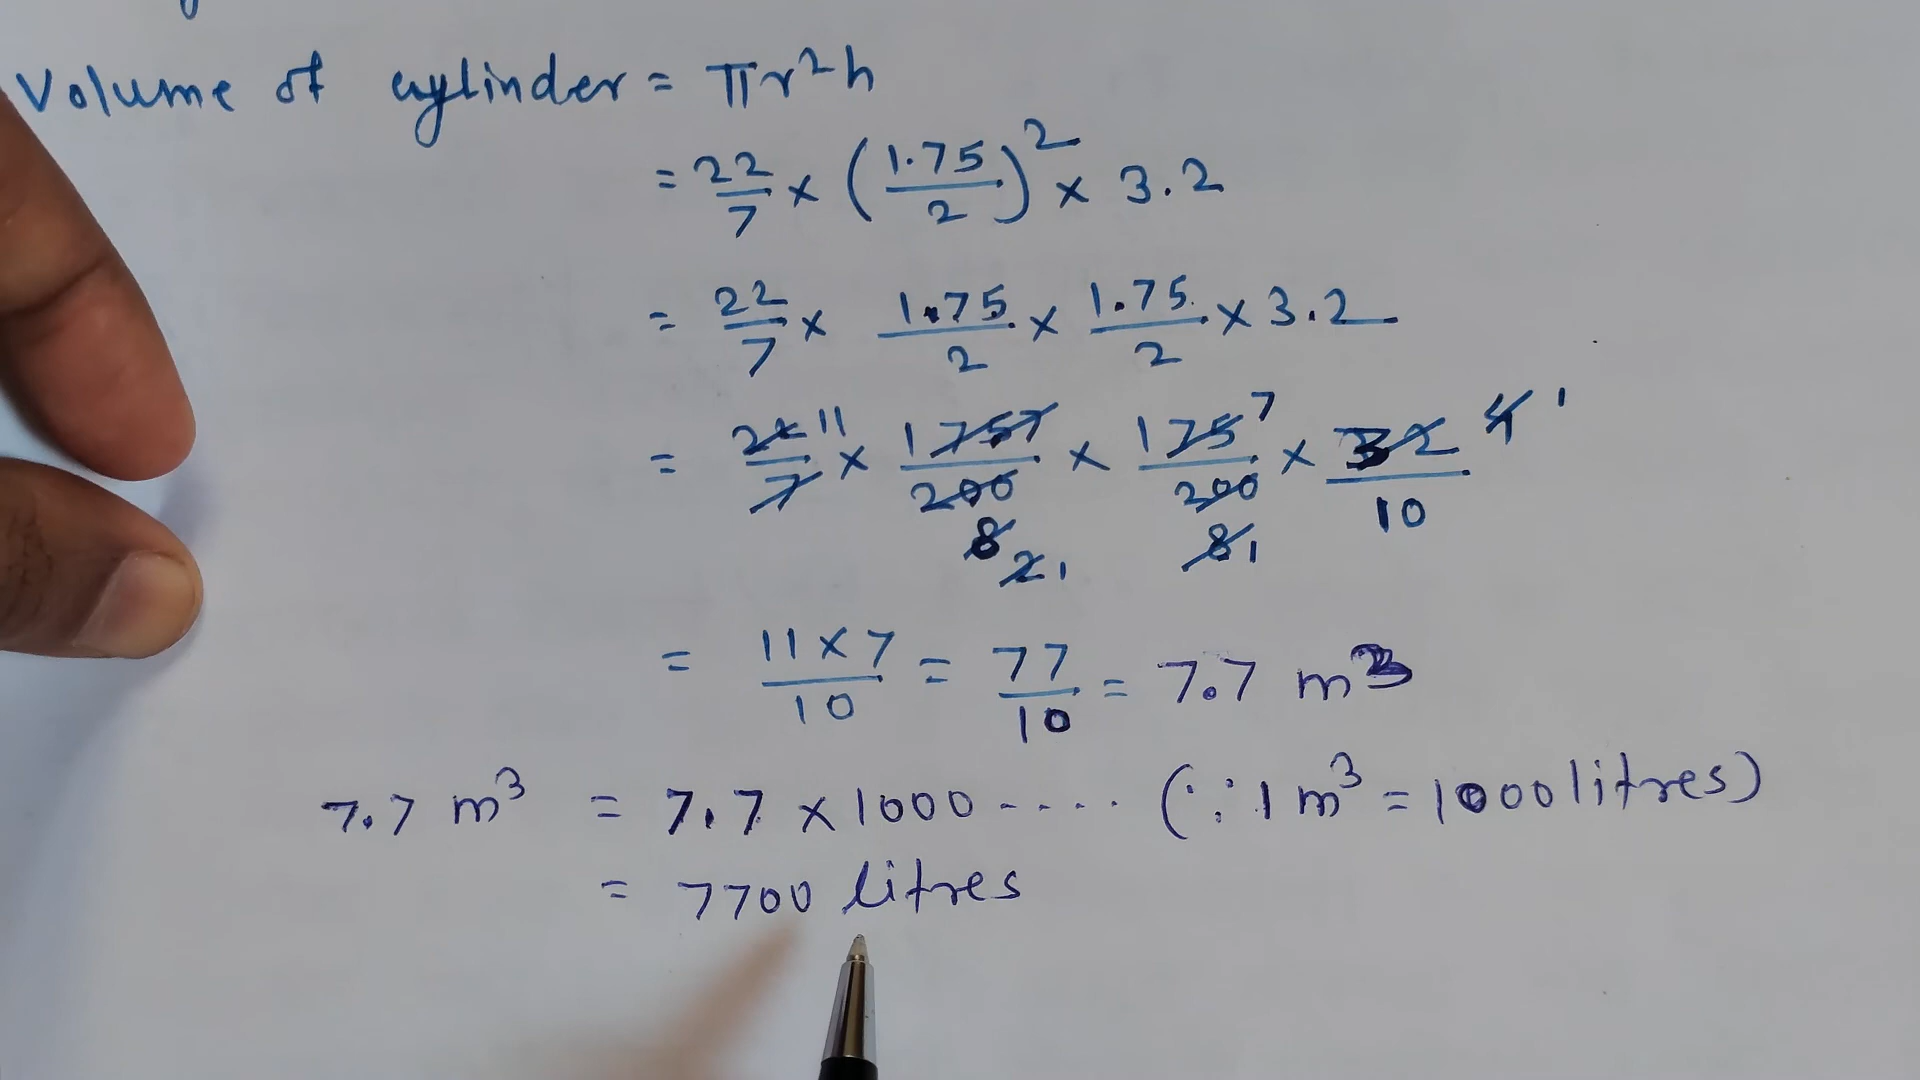 Volume of cylinder = πr²h
= 22/7 × (1.75/2)² × 3.2
= 22/7 × 1.75/2 × 1.75/2 × 3.2
= 22/7 11 × 175/200 7 8 2 1 × 175/200 7 8 1 × 32/10 4 1
= 11 × 7/10 = 77/10 = 7.7 m³
7.7 m³ = 7.7 × 1000 .... (∵ 1 m³ = 1000 litres)
= 7700 litres